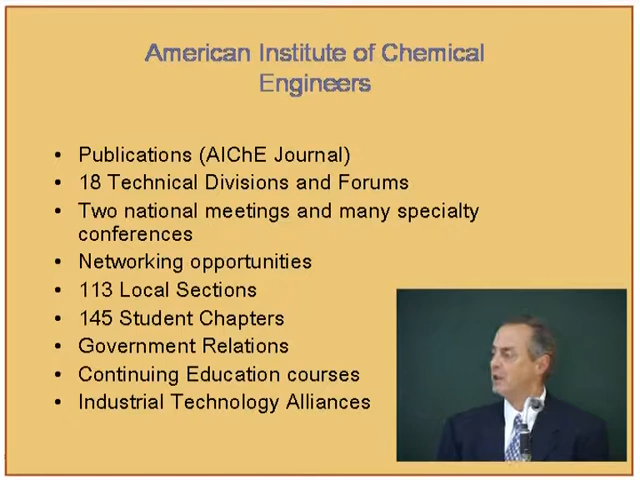 American Institute of Chemical
Engineers
• Publications (AIChE Journal)
• 18 Technical Divisions and Forums
• Two national meetings and many specialty
conferences
• Networking opportunities
• 113 Local Sections
• 145 Student Chapters
• Government Relations
• Continuing Education courses
• Industrial Technology Alliances